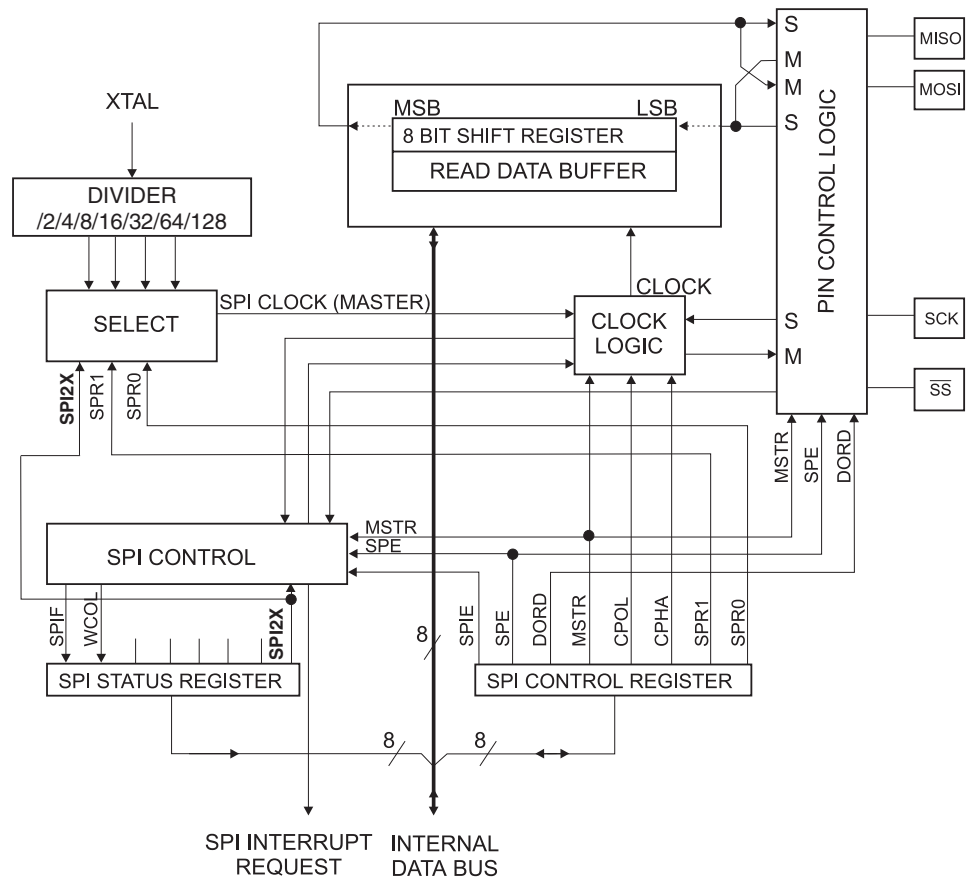 S
MISO
M
MOSI
M
S
XTAL
MSB
LSB
8 BIT SHIFT REGISTER
READ DATA BUFFER
PIN CONTROL LOGIC
DIVIDER
/2/4/8/16/32/64/128
SPI CLOCK (MASTER)
CLOCK
SELECT
CLOCK
LOGIC
S
M
SCK
SS
SPI2X
SPR1
SPR0
MSTR
SPE
DORD
MSTR
SPE
SPI CONTROL
SPIF
WCOL
SPI2X
8
SPIE
SPE
DORD
MSTR
CPOL
CPHA
SPR1
SPR0
SPI STATUS REGISTER
SPI CONTROL REGISTER
8
8
SPI INTERRUPT
REQUEST
INTERNAL
DATA BUS